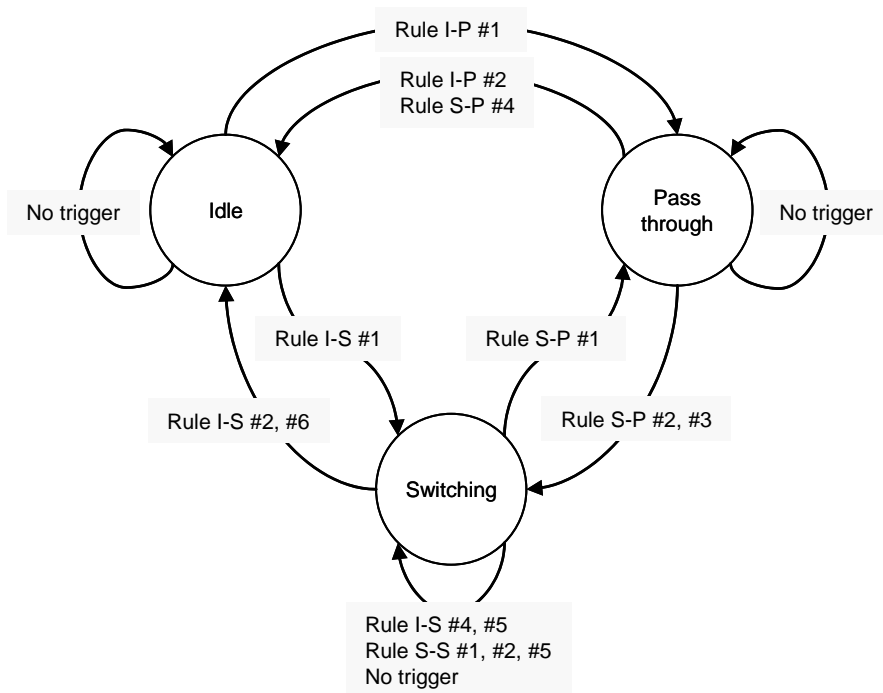 Rule I-P #1
Rule I-P #2
Rule S-P #4
No trigger
Idle
Pass
through
No trigger
Rule I-S #1
Rule S-P #1
Rule I-S #2, #6
Rule S-P #2, #3
Switching
Rule I-S #4, #5
Rule S-S #1, #2, #5
No trigger